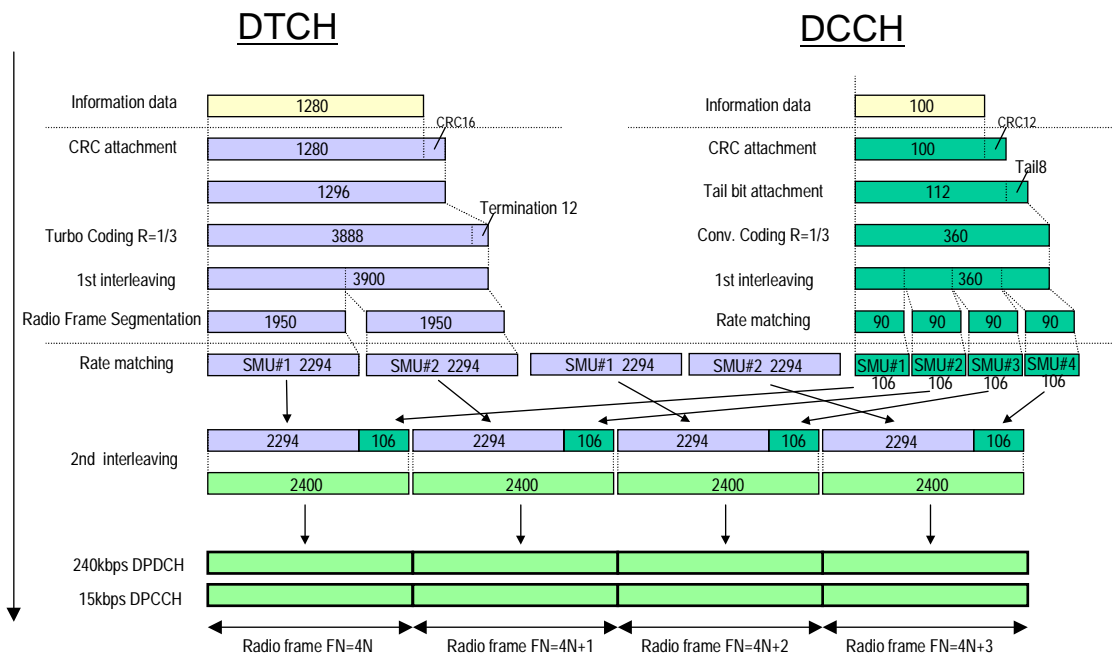 DTCH DCCH
Information data 1280 Information data 100
CRC16 CRC12
CRC attachment 1280 CRC attachment 100
Tail8
1296 Tail bit attachment 112
Termination 12
Turbo Coding R=1/3 3888 Conv. Coding R=1/3 360
1st interleaving 3900 1st interleaving 360
Radio Frame Segmentation 1950 1950 Rate matching 90 90 90 90
Rate matching SMU#1 2294 SMU#2 2294 SMU#1 2294 SMU#2 2294 SMU#1 SMU#2 SMU#3 SMU#4
106 106 106 106
2294 106 2294 106 2294 106 2294 106
2nd interleaving
2400 2400 2400 2400
240kbps DPDCH
15kbps DPCCH
Radio frame FN=4N Radio frame FN=4N+1 Radio frame FN=4N+2 Radio frame FN=4N+3